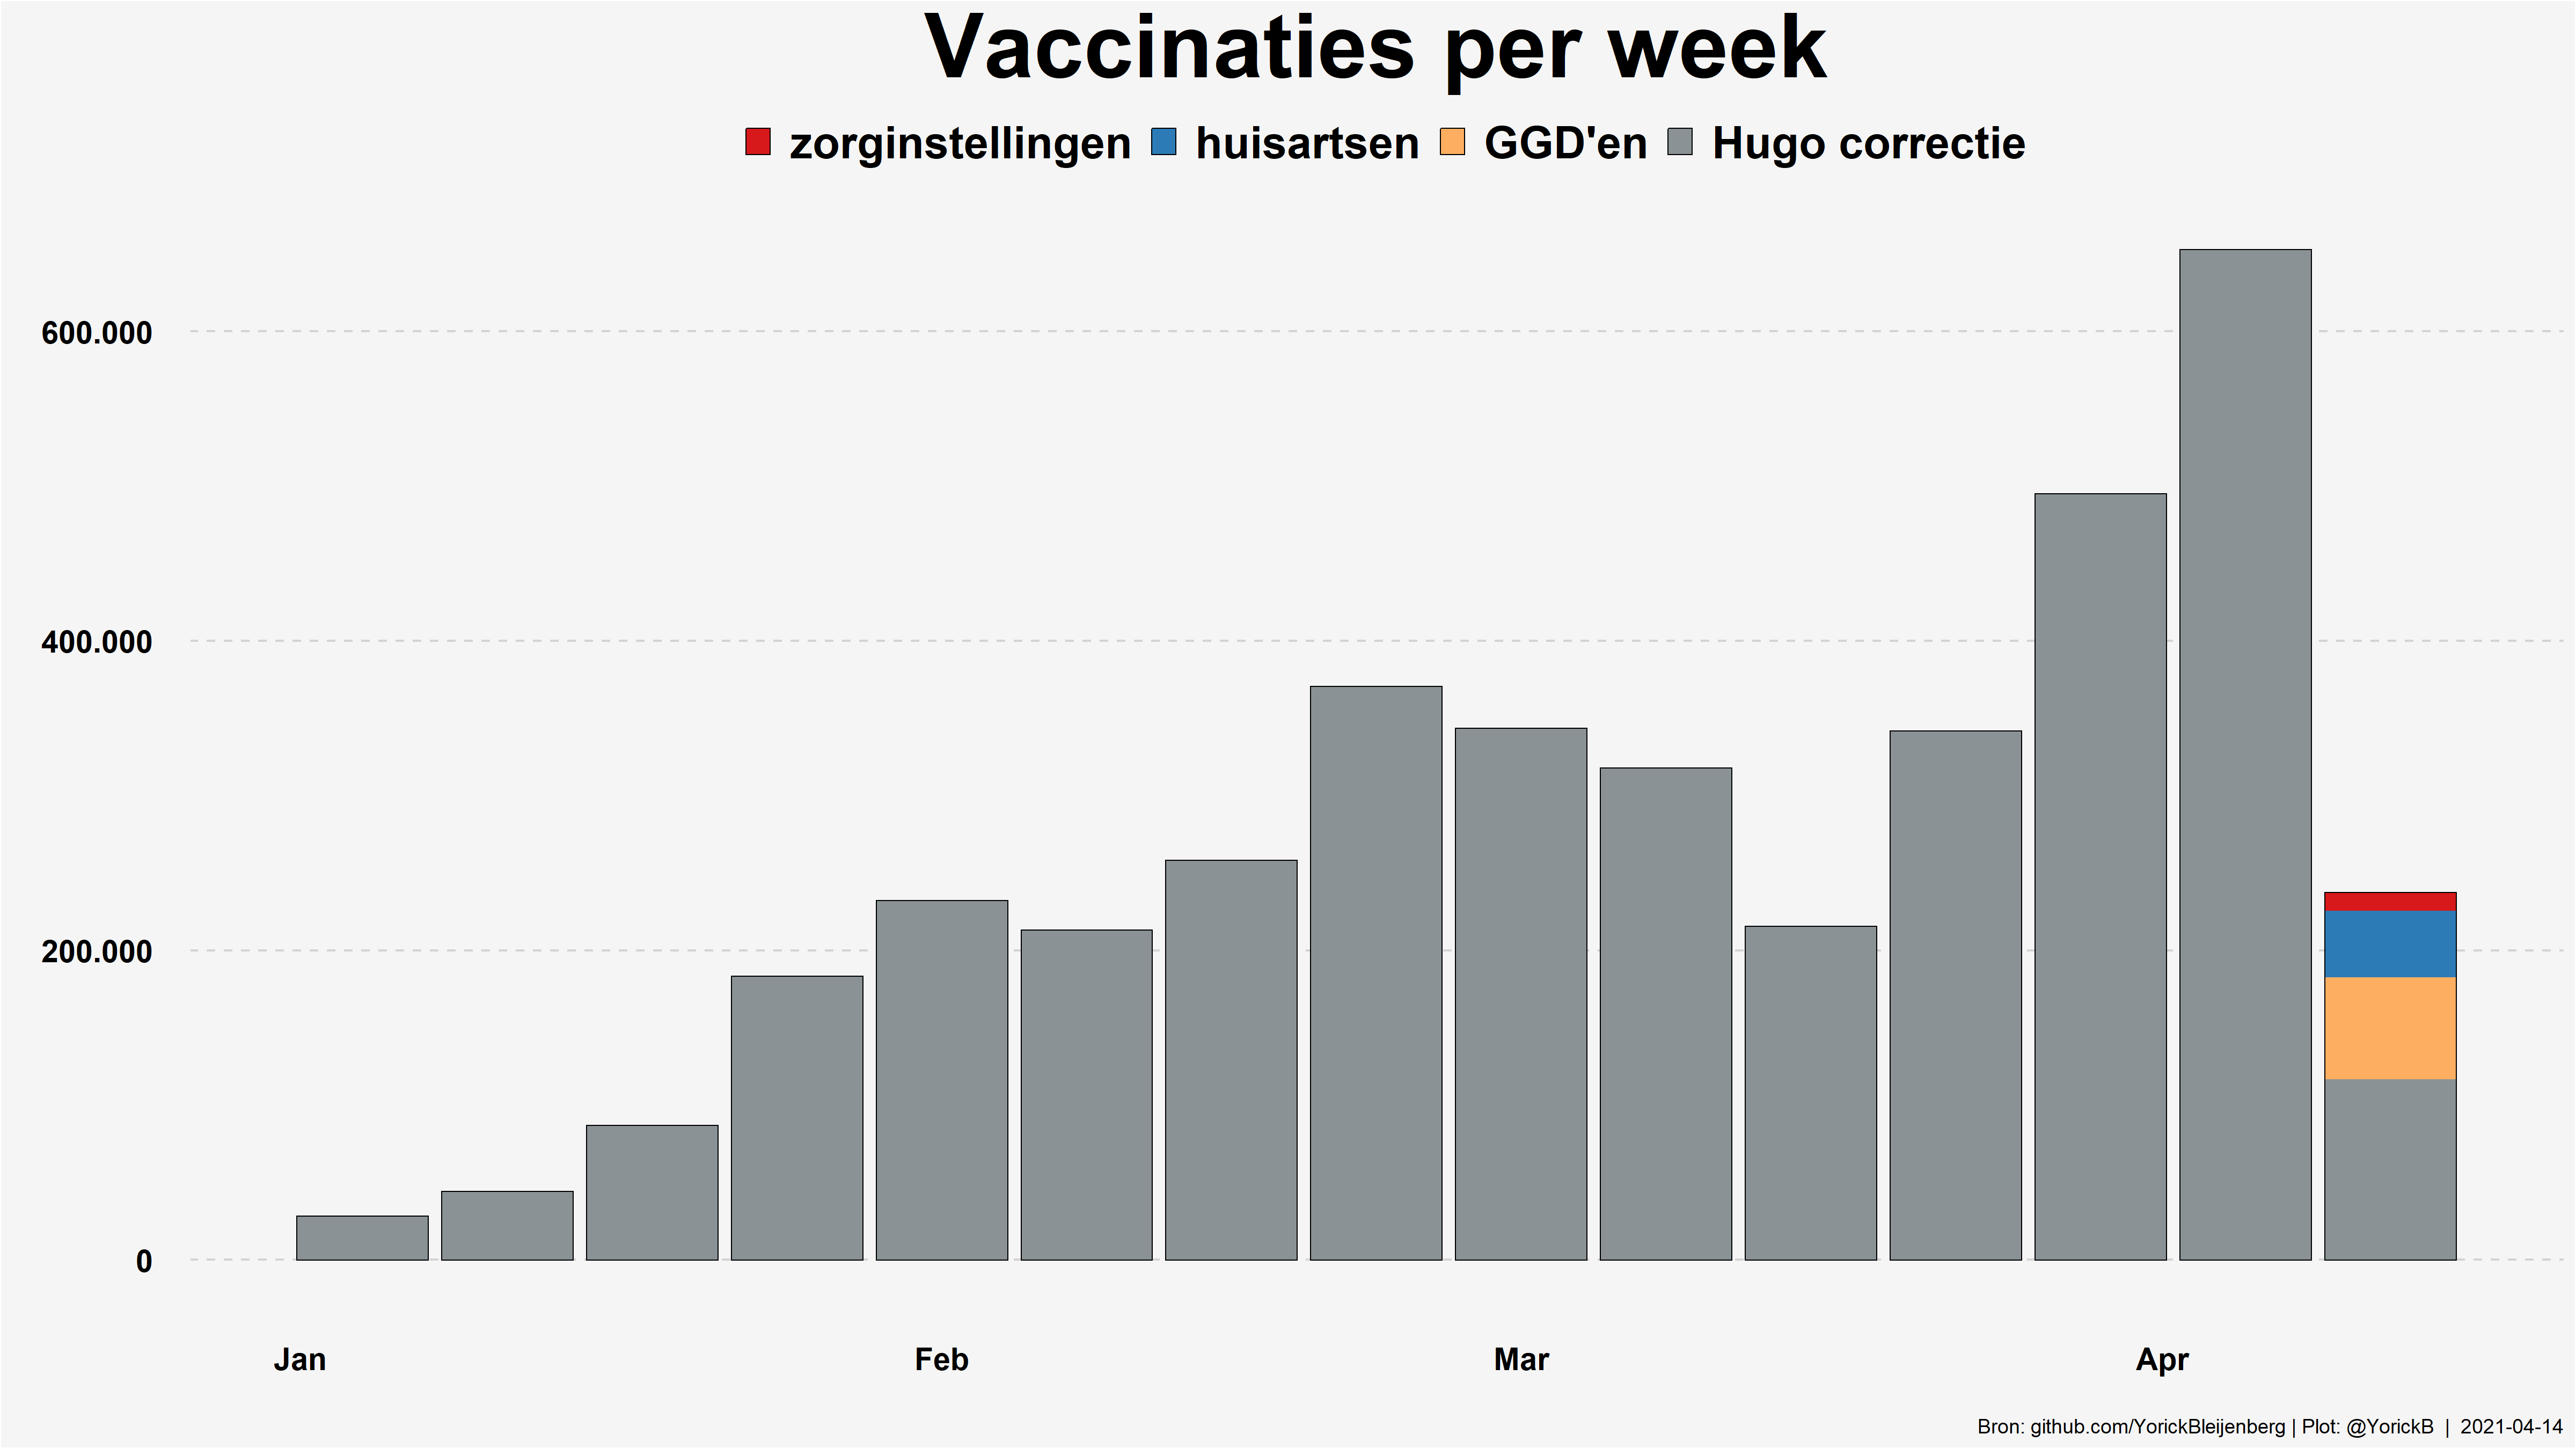 Vaccinaties per week
zorginstellingen huisartsen GGD'en Hugo correctie
600.000
400.000
200.000
0
Jan Feb Mar Apr
Bron: github.com/YorickBleijenberg | Plot: @YorickB | 2021-04-14